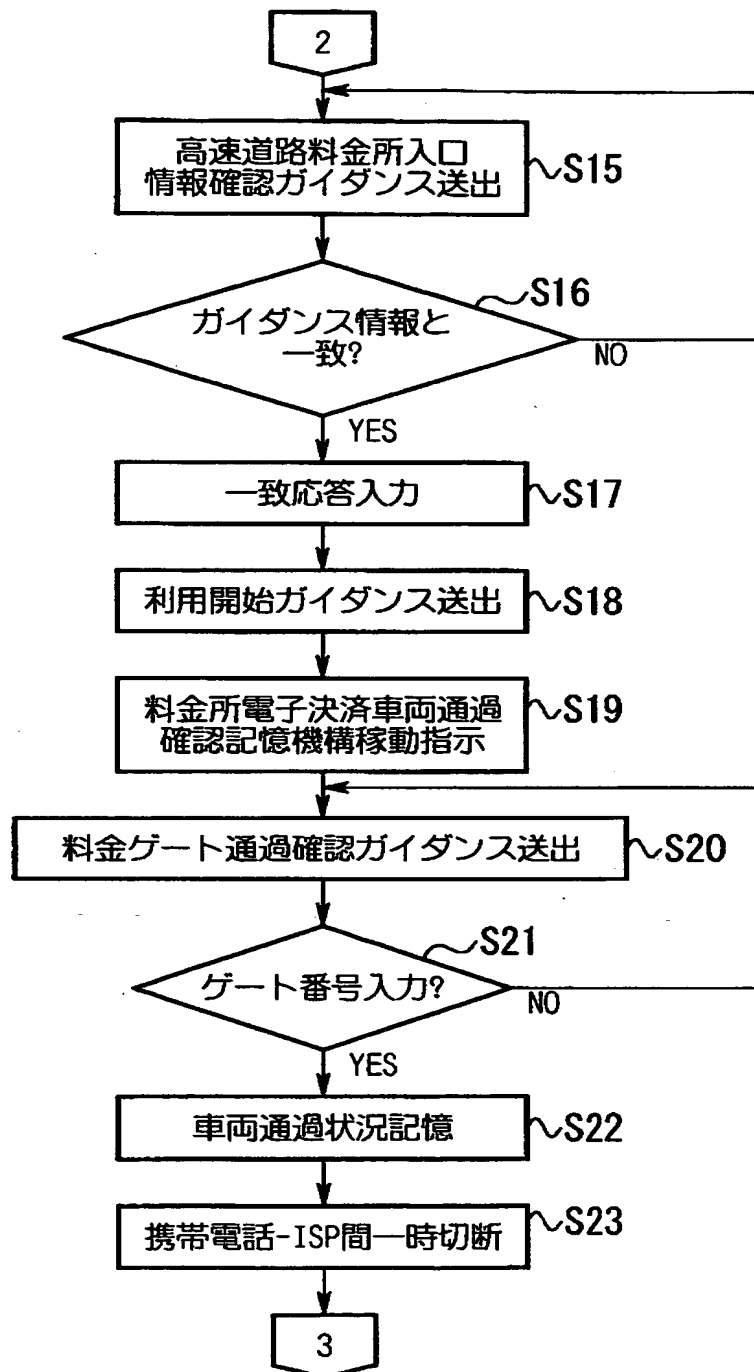 2
高速道路料金所入口
情報確認ガイダンス送出
S15
S16
ガイダンス情報と
一致?
NO
YES
一致応答入力
S17
利用開始ガイダンス送出
S18
料金所電子決済車両通過
確認記憶機構稼動指示
S19
料金ゲート通過確認ガイダンス送出
S20
S21
ゲート番号入力?
NO
YES
車両通過状況記憶
S22
携帯電話-ISP間一時切断
S23
3